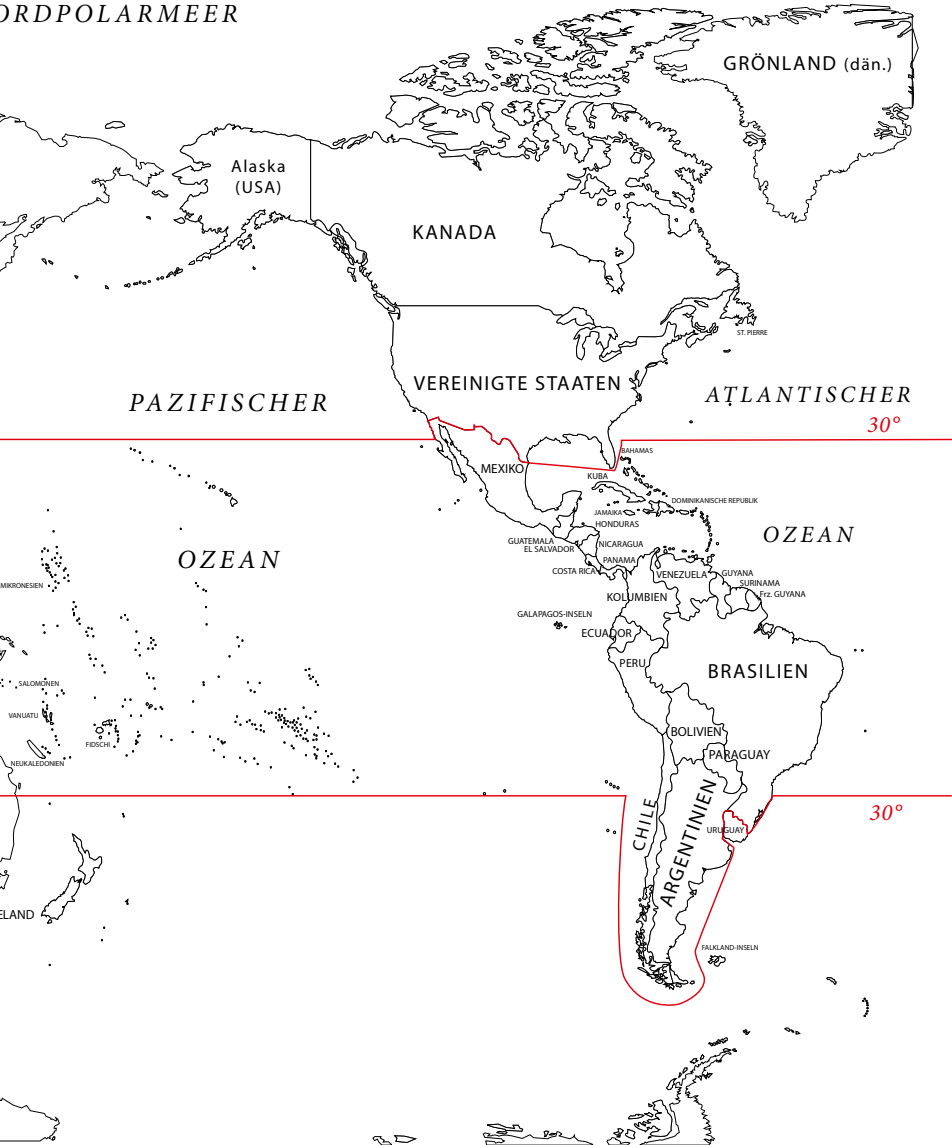 ORDPOLARMEER
GRÖNLAND (dän.)
Alaska
(USA)
KANADA
ST. PIERRE
VEREINIGTE STAATEN
PAZIFISCHER
ATLANTISCHER
30°
BAHAMAS
MEXIKO
KUBA
DOMINIKANISCHE REPUBLIK
JAMAIKA
HONDURAS
OZEAN
GUATEMALA
NICARAGUA
EL SALVADOR
OZEAN
PANAMA
COSTA RICA
VENEZUELA
GUYANA
SURINAMA
MIKRONESIEN
Frz. GUYANA
KOLUMBIEN
GALAPAGOS-INSELN
ECUADOR
PERU
BRASILIEN
SALOMONEN
VANUATU
BOLIVIEN
FIDSCHI
PARAGUAY
NEUKALEDONIEN
30°
CHILE
ARGENTINIEN
URUGUAY
ELAND
FALKLAND-INSELN